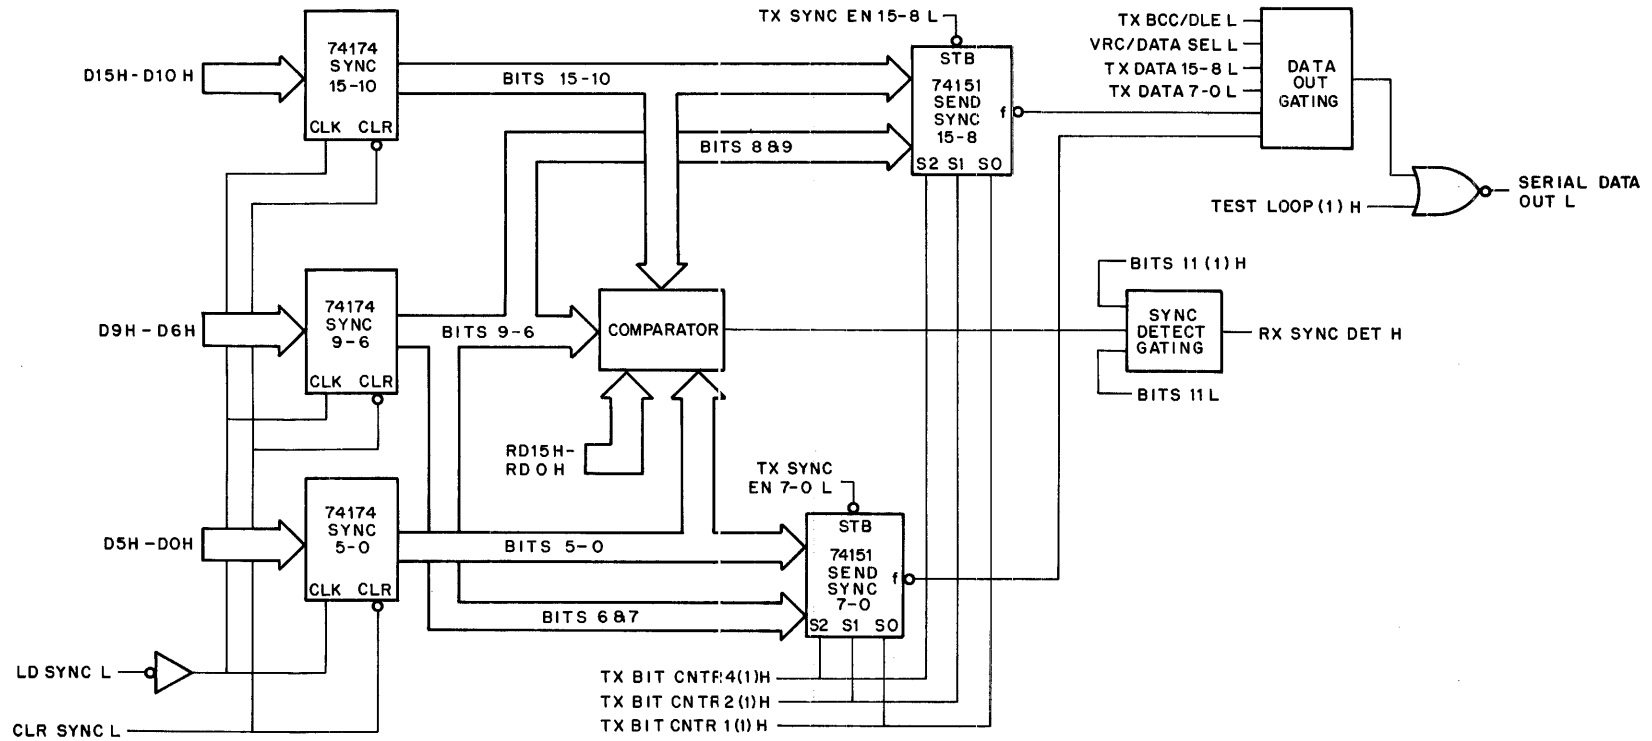 TX SYNC EN 15-8 L
TX BCC/DLE L
VRC/DATA SEL L
TX DATA 15-8 L
TX DATA 7-0 L
DATA
OUT
GATING
D15H-D10 H
74174
SYNC
15-10
CLK CLR
BITS 15-10
STB
74151
SEND
SYNC
15-8
f
S2 S1 S0
BITS 8&9
TEST LOOP(1) H
SERIAL DATA
OUT L
D9H-D6H
74174
SYNC
9-6
CLK CLR
BITS 9-6
COMPARATOR
BITS 11 (1) H
SYNC
DETECT
GATING
RX SYNC DET H
BITS 11 L
RD15H-
RD0H
D5H-D0H
74174
SYNC
5-0
CLK CLR
BITS 5-0
TX SYNC
EN 7-0 L
STB
74151
SEND
SYNC
7-0
f
S2 S1 S0
BITS 6&7
LD SYNC L
CLR SYNC L
TX BIT CNTR 4(1)H
TX BIT CNTR 2(1)H
TX BIT CNTR 1(1)H